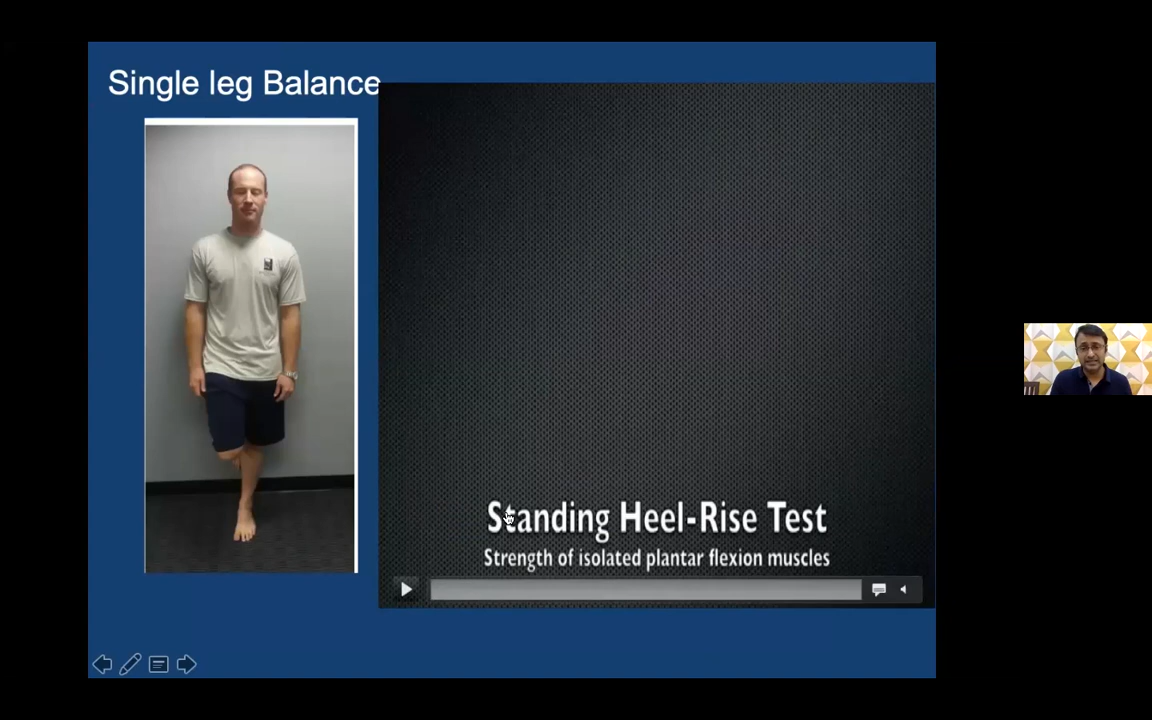 Single leg Balance
Standing Heel-Rise Test
Strength of isolated plantar flexion muscles